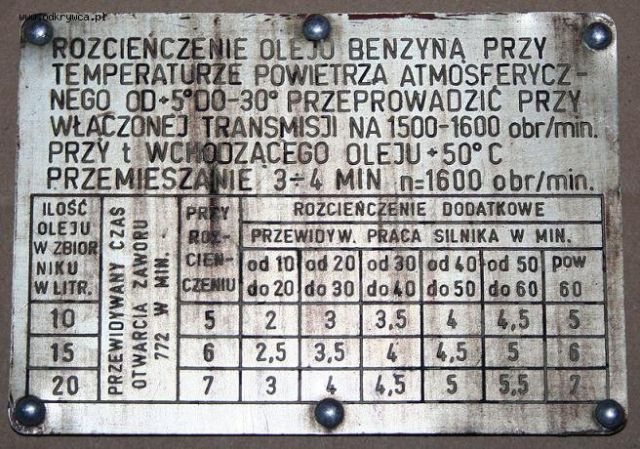 www.odkrywca.pl
ROZCIEŃCZENIE OLEJU BENZYNĄ PRZY
TEMPERATURZE POWIETRZA ATMOSFERYCZ-
NEGO OD+5°DO-30° PRZEPROWADZIĆ PRZY
WŁĄCZONEJ TRANSMISJI NA 1500-1600 obr/min.
PRZY t WCHODZĄCEGO OLEJU +50°C
PRZEMIESZANIE 3÷4 MIN n=1600 obr/min.
ILOŚĆ
OLEJU
W ZBIOR
NIKU
W LITR.
PRZEWIDYWANY CZAS
OTWARCIA ZAWORU
772 W MIN.
PRZY
ROZ-
CIEN-
CZENIU
ROZCIEŃCZENIE DODATKOWE
PRZEWIDYW. PRACA SILNIKA W MIN.
od 10 od 20 od 30 od 40 od 50 pow
do 20 do 30 do 40 do 50 do 60 60
10 5 2 3 3,5 4 4,5 5
15 6 2,5 3,5 4 4,5 5 6
20 7 3 4 4,5 5 5,5 7